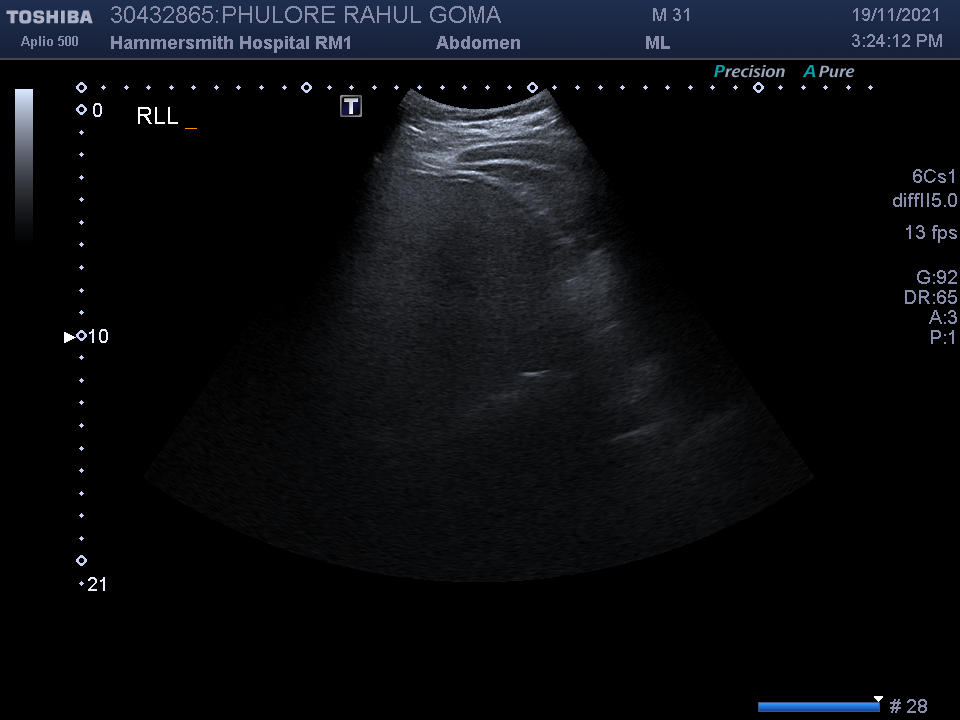 TOSHIBA 30432865:PHULORE RAHUL GOMA M 31 19/11/2021
Aplio 500 Hammersmith Hospital RM1 Abdomen ML 3:24:12 PM
Precision A Pure
0
RLL _
T
6Cs1
diffII5.0
13 fps
G:92
DR:65
A:3
10 P:1
21
# 28